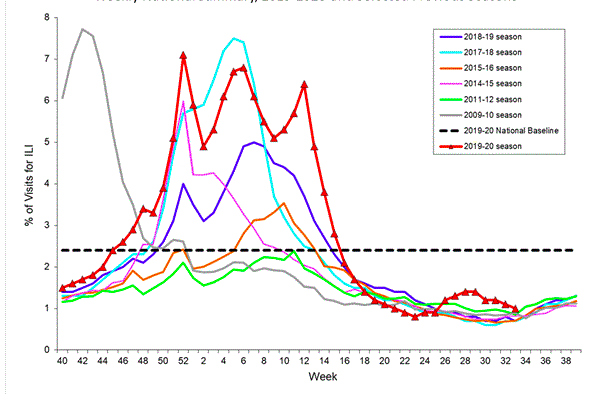 8
7
6
5
4
3
2
1
0
% of Visits for ILI
2018-19 season
2017-18 season
2015-16 season
2014-15 season
2011-12 season
2009-10 season
2019-20 National Baseline
2019-20 season
40 42 44 46 48 50 52 2 4 6 8 10 12 14 16 18 20 22 24 26 28 30 32 34 36 38
Week